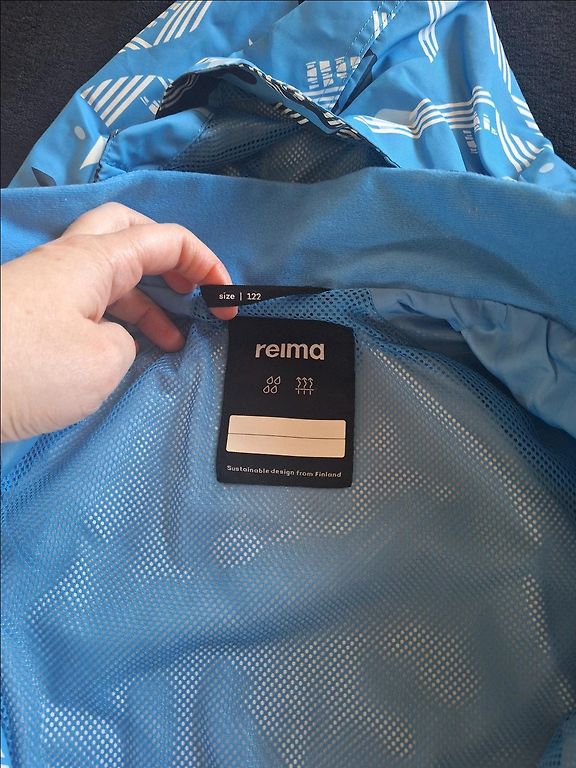 size | 122
reima
Sustainable design from Finland